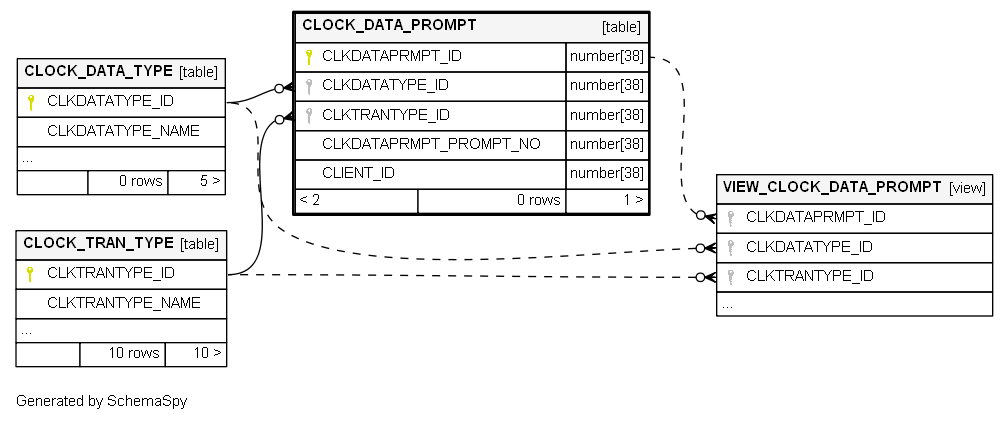 CLOCK_DATA_PROMPT [table]
CLKDATAPRMPT_ID number[38]
CLKDATATYPE_ID number[38]
CLKTRANTYPE_ID number[38]
CLKDATAPRMPT_PROMPT_NO number[38]
CLIENT_ID number[38]
< 2 0 rows 1 >
CLOCK_DATA_TYPE [table]
CLKDATATYPE_ID
CLKDATATYPE_NAME
...
0 rows 5 >
CLOCK_TRAN_TYPE [table]
CLKTRANTYPE_ID
CLKTRANTYPE_NAME
...
10 rows 10 >
VIEW_CLOCK_DATA_PROMPT [view]
CLKDATAPRMPT_ID
CLKDATATYPE_ID
CLKTRANTYPE_ID
...
Generated by SchemaSpy